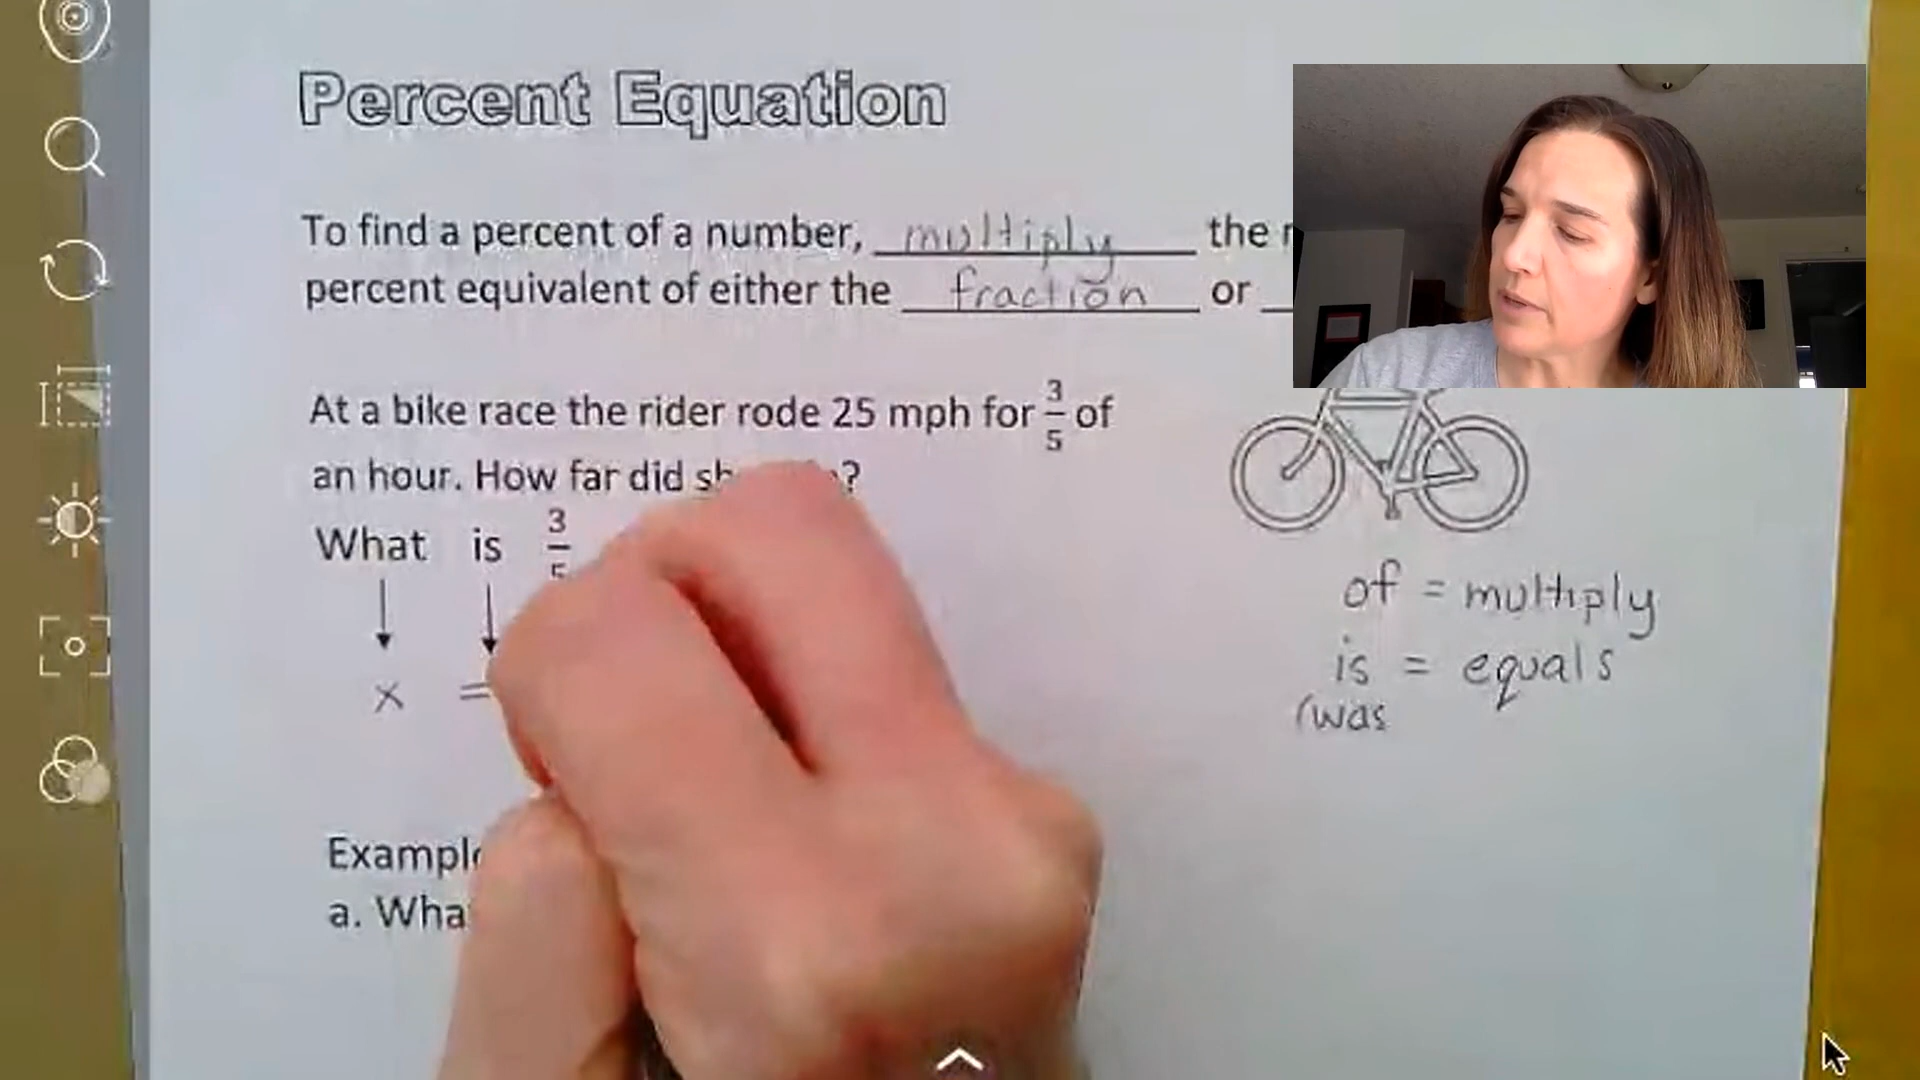 Percent Equation
To find a percent of a number, multiply the
percent equivalent of either the fraction or
At a bike race the rider rode 25 mph for 3/5 of
an hour. How far did ?
What is 3/5
x =
of = multiply
is = equals
(was
a.